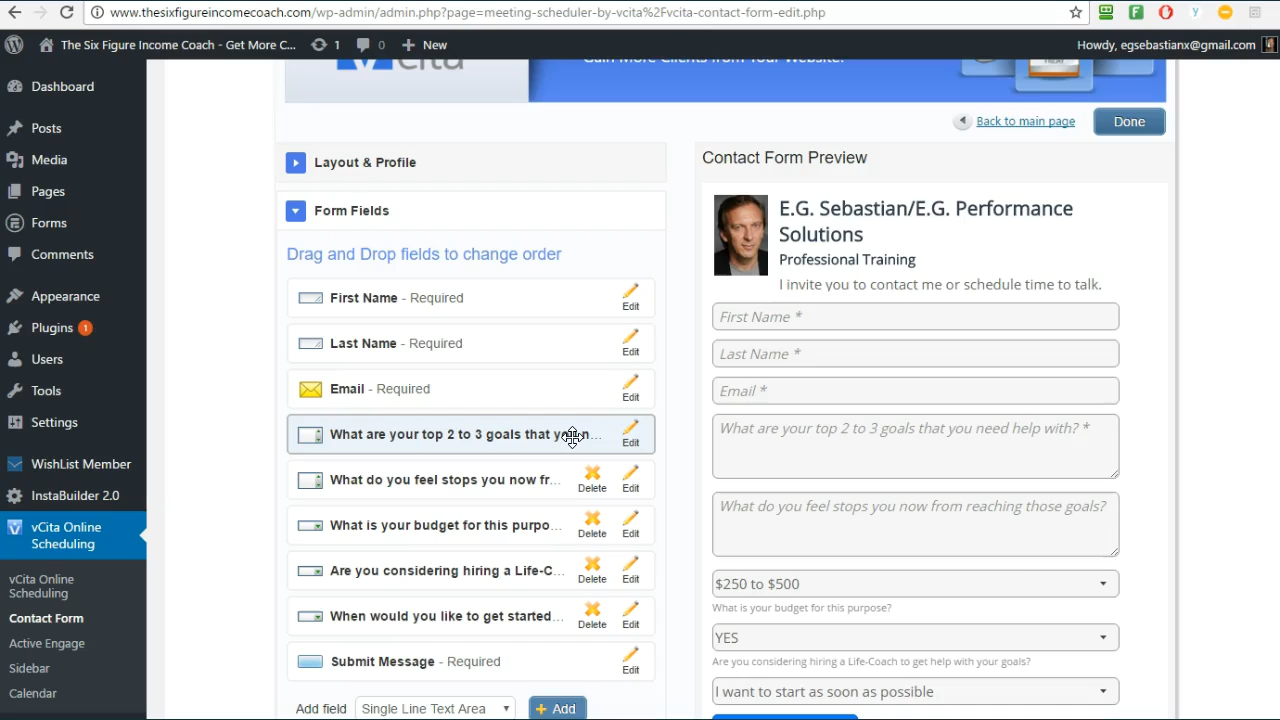 www.thesixfigureincomecoach.com/wp-admin/admin.php?page=meeting-scheduler-by-vcita%2Fvcita-contact-form-edit.php
The Six Figure Income Coach - Get More C...
1
0
New
Howdy, egsebastianx@gmail.com
Dashboard
Posts
Media
Pages
Forms
Comments
Appearance
Plugins 1
Users
Tools
Settings
WishList Member
InstaBuilder 2.0
vCita Online
Scheduling
vCita Online
Scheduling
Contact Form
Active Engage
Sidebar
Calendar
Gain More Clients from Your Website!
Back to main page
Done
Layout & Profile
Form Fields
Drag and Drop fields to change order
First Name - Required
Edit
Last Name - Required
Edit
Email - Required
Edit
What are your top 2 to 3 goals that you n...
Edit
What do you feel stops you now fr...
Delete Edit
What is your budget for this purpo...
Delete Edit
Are you considering hiring a Life-C...
Delete Edit
When would you like to get started...
Delete Edit
Submit Message - Required
Edit
Add field Single Line Text Area + Add
Contact Form Preview
E.G. Sebastian/E.G. Performance
Solutions
Professional Training
I invite you to contact me or schedule time to talk.
First Name *
Last Name *
Email *
What are your top 2 to 3 goals that you need help with? *
What do you feel stops you now from reaching those goals?
$250 to $500
What is your budget for this purpose?
YES
Are you considering hiring a Life-Coach to get help with your goals?
I want to start as soon as possible